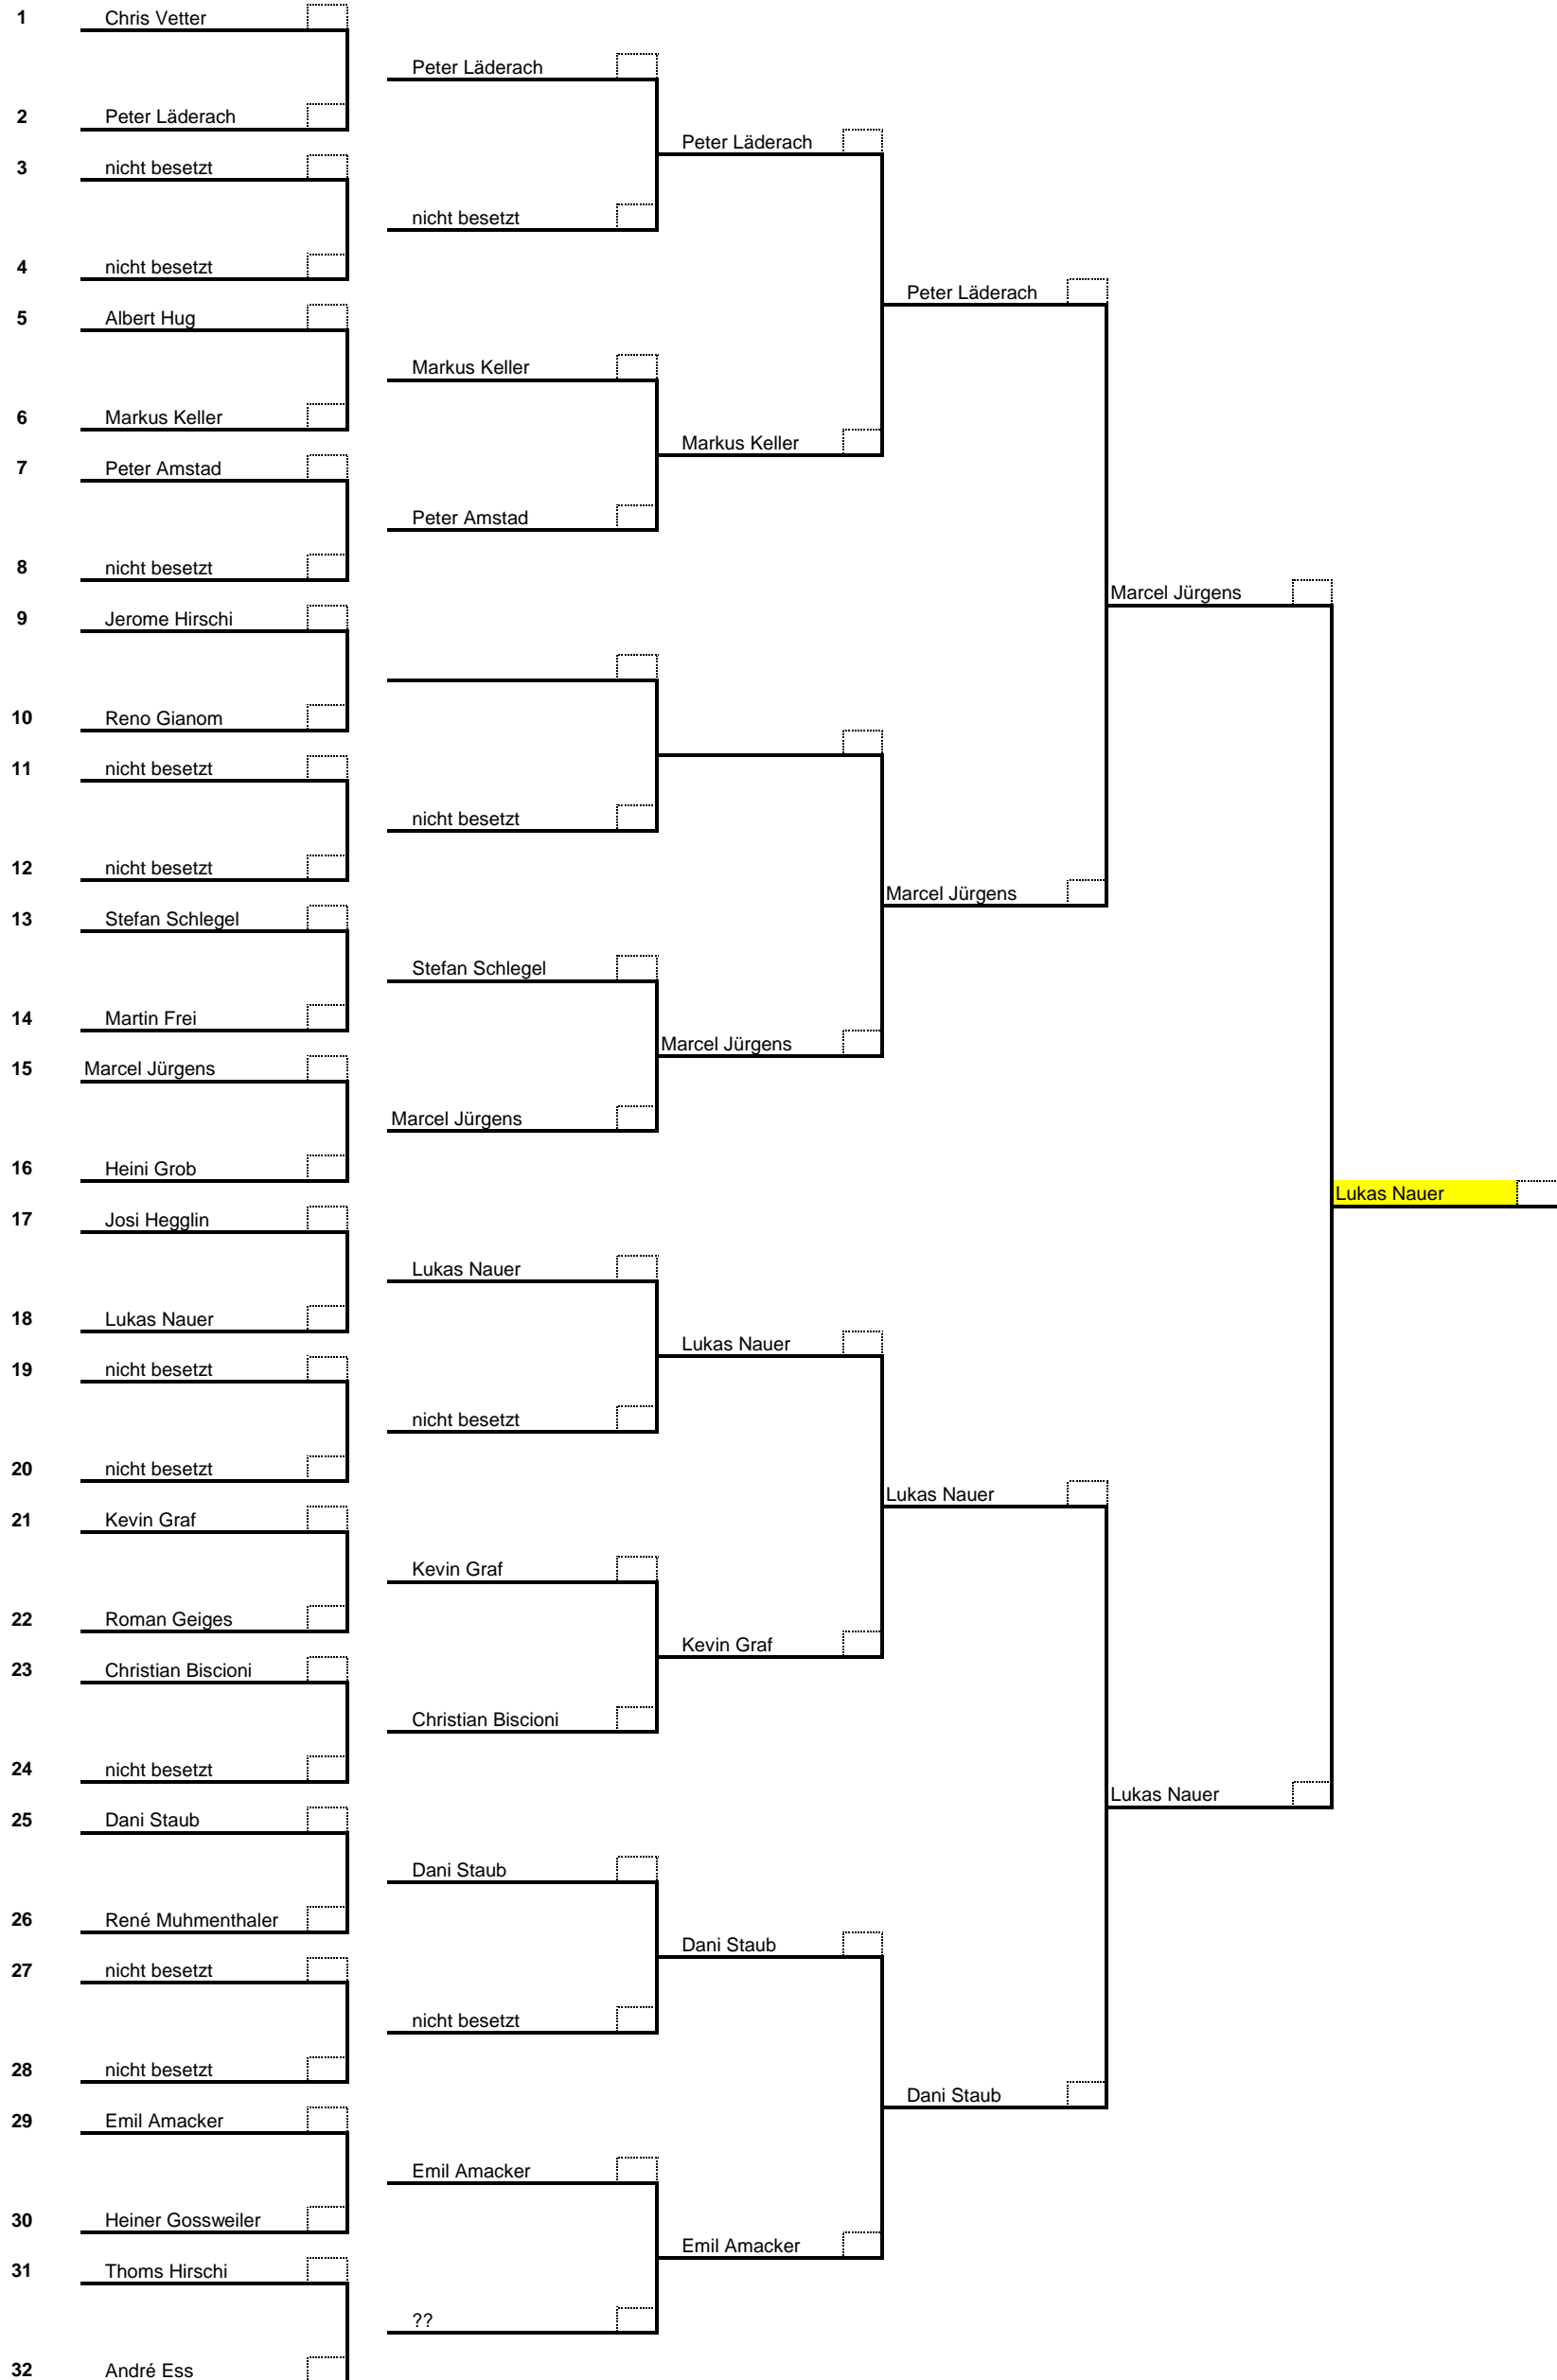 1 Chris Vetter
Peter Läderach
2 Peter Läderach
Peter Läderach
3 nicht besetzt
nicht besetzt
4 nicht besetzt
Peter Läderach
5 Albert Hug
Markus Keller
6 Markus Keller
Markus Keller
7 Peter Amstad
Peter Amstad
8 nicht besetzt
Marcel Jürgens
9 Jerome Hirschi
10 Reno Gianom
11 nicht besetzt
nicht besetzt
12 nicht besetzt
Marcel Jürgens
13 Stefan Schlegel
Stefan Schlegel
14 Martin Frei
Marcel Jürgens
15 Marcel Jürgens
Marcel Jürgens
16 Heini Grob
Lukas Nauer
17 Josi Hegglin
Lukas Nauer
18 Lukas Nauer
Lukas Nauer
19 nicht besetzt
nicht besetzt
20 nicht besetzt
Lukas Nauer
21 Kevin Graf
Kevin Graf
22 Roman Geiges
Kevin Graf
23 Christian Biscioni
Christian Biscioni
24 nicht besetzt
Lukas Nauer
25 Dani Staub
Dani Staub
26 René Muhmenthaler
Dani Staub
27 nicht besetzt
nicht besetzt
28 nicht besetzt
Dani Staub
29 Emil Amacker
Emil Amacker
30 Heiner Gossweiler
Emil Amacker
31 Thoms Hirschi
??
32 André Ess